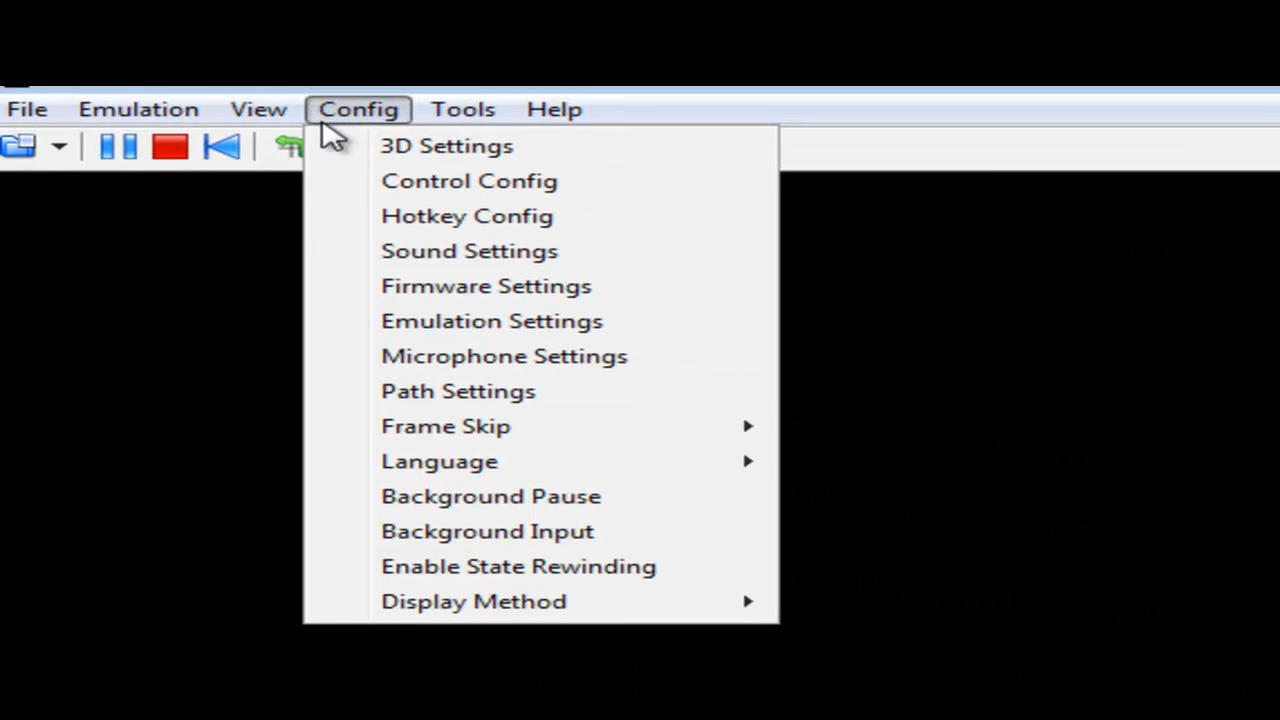 File Emulation View Config Tools Help
3D Settings
Control Config
Hotkey Config
Sound Settings
Firmware Settings
Emulation Settings
Microphone Settings
Path Settings
Frame Skip
Language
Background Pause
Background Input
Enable State Rewinding
Display Method